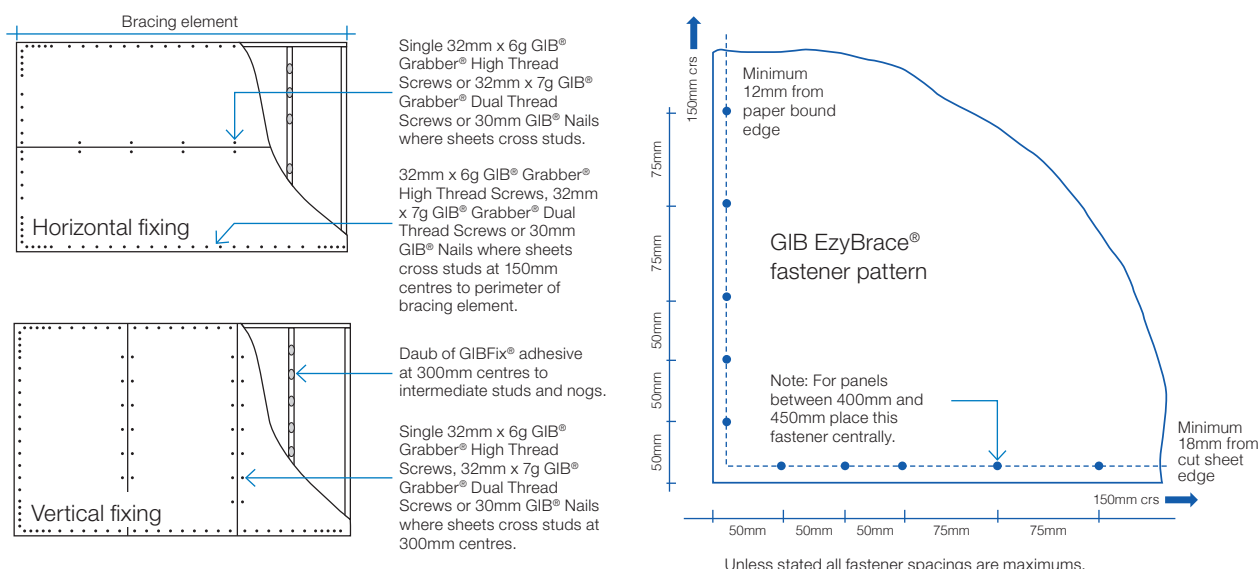 Bracing element
Single 32mm x 6g GIB®
Grabber® High Thread
Screws or 32mm x 7g GIB®
Grabber® Dual Thread
Screws or 30mm GIB® Nails
where sheets cross studs.
32mm x 6g GIB® Grabber®
High Thread Screws, 32mm
x 7g GIB® Grabber® Dual
Thread Screws or 30mm
GIB® Nails where sheets
cross studs at 150mm
centres to perimeter of
bracing element.
Horizontal fixing
Daub of GIBFix® adhesive
at 300mm centres to
intermediate studs and nogs.
Single 32mm x 6g GIB®
Grabber® High Thread
Screws, 32mm x 7g GIB®
Grabber® Dual Thread
Screws or 30mm GIB® Nails
where sheets cross studs at
300mm centres.
Vertical fixing
150mm crs
Minimum
12mm from
paper bound
edge
75mm
75mm
50mm
50mm
50mm
GIB EzyBrace®
fastener pattern
Note: For panels
between 400mm and
450mm place this
fastener centrally.
Minimum
18mm from
cut sheet
edge
150mm crs
50mm
50mm
50mm
75mm
75mm
Unless stated all fastener spacings are maximums.